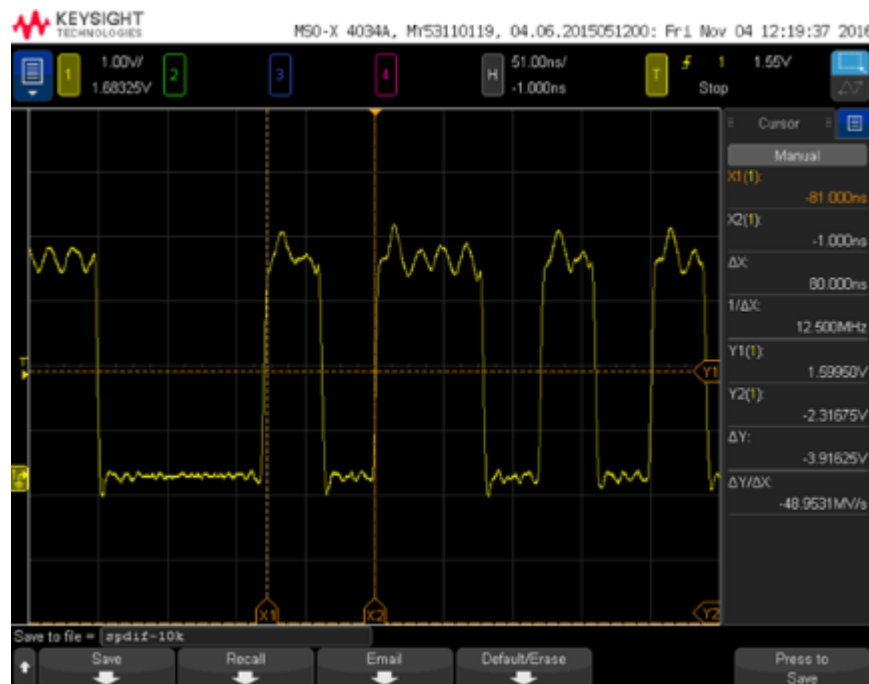 KEYSIGHT
TECHNOLOGIES
MSO-X 4034A, MY53110119, 04.06.2015051200: Fri Nov 04 12:19:37 2016
1 1.00V/ 1.68325V 2 3 4 H 51.00ns/ -1.000ns T 1 1.55V Stop
Cursor
Manual
X1(1):
-81.000ns
X2(1):
-1.000ns
ΔX:
80.000ns
1/ΔX:
12.500MHz
Y1(1):
1.59950V
Y2(1):
-2.31675V
ΔY:
-3.91625V
ΔY/ΔX:
-48.9531MV/s
T
Y1
X1 X2 Y2
Save to file = spdif-10k
Save Recall Email Default/Erase Press to Save